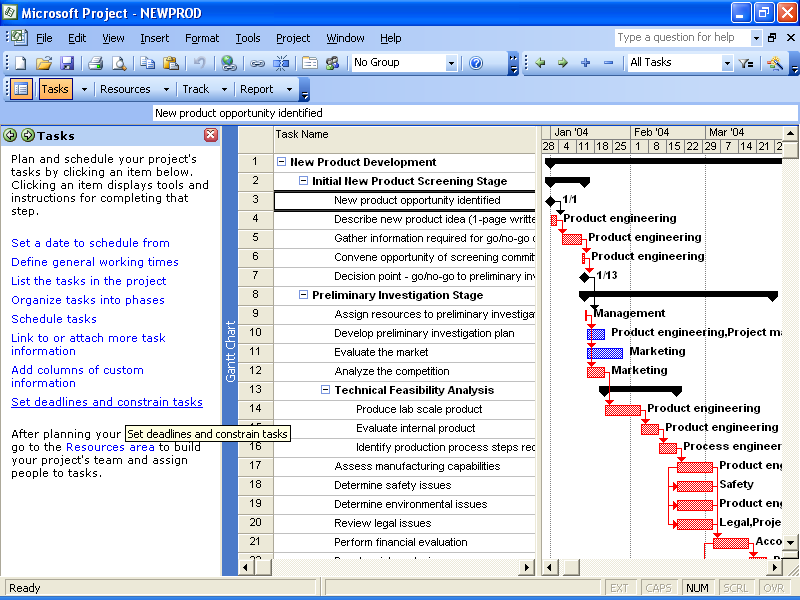 Microsoft Project - NEWPROD
File Edit View Insert Format Tools Project Window Help
Type a question for help
No Group
All Tasks
Tasks Resources Track Report
New product opportunity identified
Tasks
Plan and schedule your project's
tasks by clicking an item below.
Clicking an item displays tools and
instructions for completing that
step.
Set a date to schedule from
Define general working times
List the tasks in the project
Organize tasks into phases
Schedule tasks
Link to or attach more task
information
Add columns of custom
information
Set deadlines and constrain tasks
After planning your
Set deadlines and constrain tasks
go to the Resources area to build
your project's team and assign
people to tasks.
Gantt Chart
Task Name
1 New Product Development
2 Initial New Product Screening Stage
3 New product opportunity identified
4 Describe new product idea (1-page writte
5 Gather information required for go/no-go
6 Convene opportunity of screening commit
7 Decision point - go/no-go to preliminary in
8 Preliminary Investigation Stage
9 Assign resources to preliminary investiga
10 Develop preliminary investigation plan
11 Evaluate the market
12 Analyze the competition
13 Technical Feasibility Analysis
14 Produce lab scale product
Evaluate internal product
16 Identify production process steps rec
17 Assess manufacturing capabilities
18 Determine safety issues
19 Determine environmental issues
20 Review legal issues
21 Perform financial evaluation
Jan '04 Feb '04 Mar '04
28 4 11 18 25 1 8 15 22 29 7 14 21 2
1/1
Product engineering
Product engineering
Product engineering
1/13
Management
Product engineering,Project ma
Marketing
Marketing
Product engineering
Product engineering
Process engineer
Product eng
Safety
Product eng
Legal,Proje
Acco
Ready
EXT CAPS NUM SCRL OVR